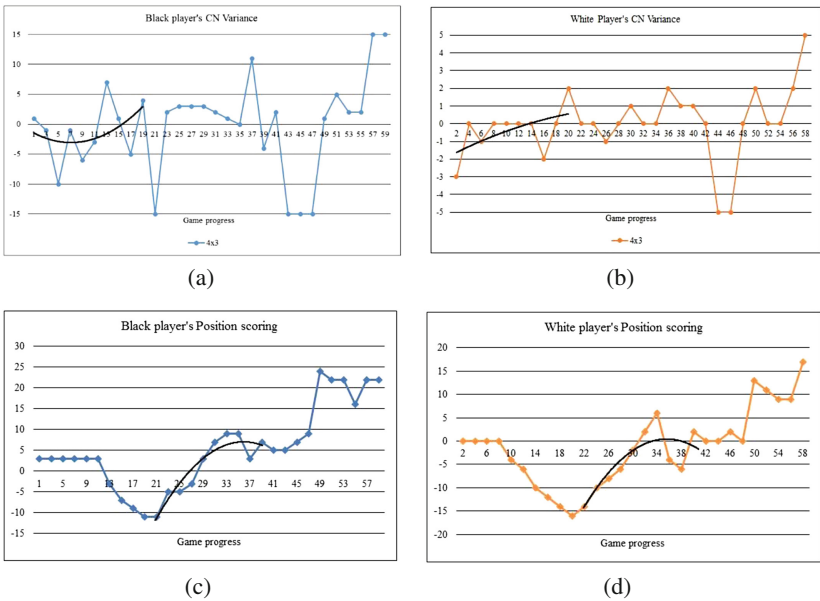 Black player's CN Variance
15
10
5
0
-5
-10
-15
1 3 5 7 9 11 13 15 17 19 21 23 25 27 29 31 33 35 37 39 41 43 45 47 49 51 53 55 57 59
Game progress
4x3
(a)
White Player's CN Variance
5
4
3
2
1
0
-1
-2
-3
-4
-5
2 4 6 8 10 12 14 16 18 20 22 24 26 28 30 32 34 36 38 40 42 44 46 48 50 52 54 56 58
Game progress
4x3
(b)
Black player's Position scoring
30
25
20
15
10
5
0
-5
-10
-15
1 5 9 13 17 21 25 29 33 37 41 45 49 53 57
Game progress
(c)
White player's Position scoring
20
15
10
5
0
-5
-10
-15
-20
2 6 10 14 18 22 26 30 34 38 42 46 50 54 58
Game progress
(d)